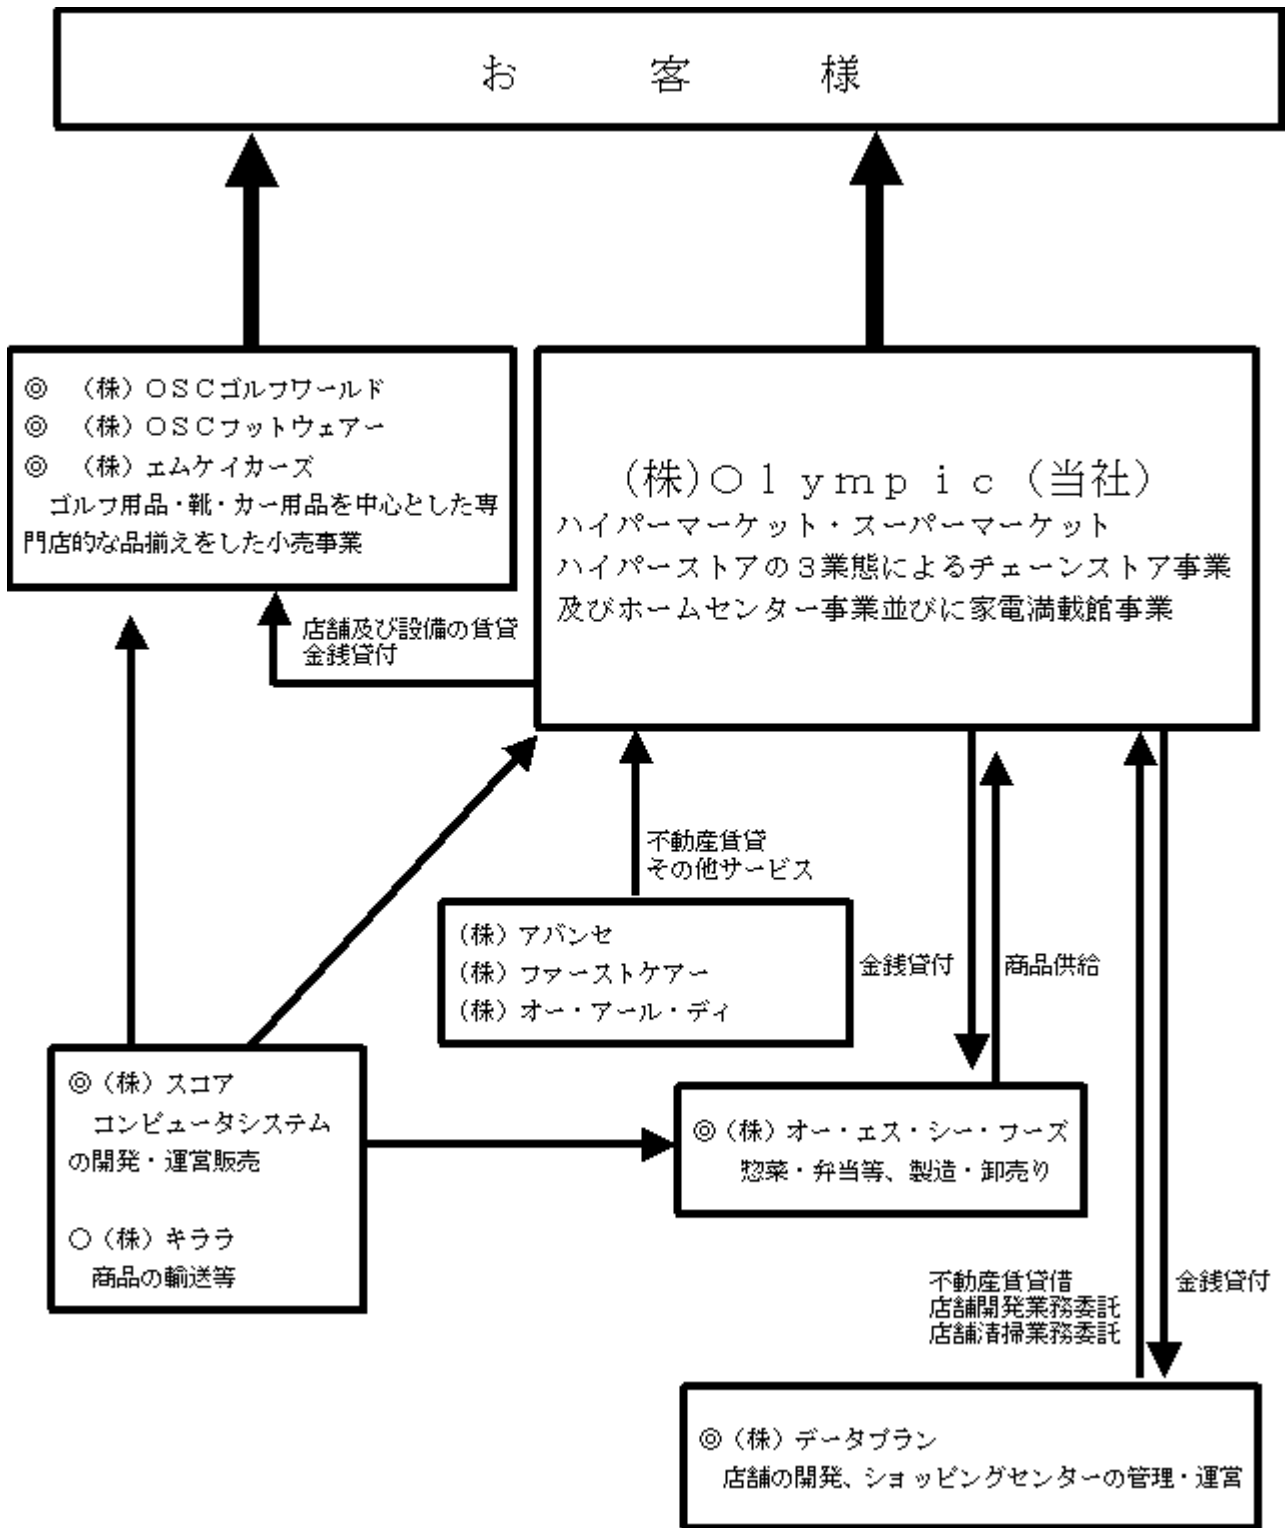 お客様
◎ （株）ＯＳＣゴルフワールド
◎ （株）ＯＳＣフットウェアー
◎ （株）エムケイカーズ
ゴルフ用品・靴・カー用品を中心とした専
門店的な品揃えをした小売事業
（株）Ｏｌｙｍｐｉｃ（当社）
ハイパーマーケット・スーパーマーケット
ハイパーストアの３業態によるチェーンストア事業
及びホームセンター事業並びに家電満載館事業
店舗及び設備の賃貸
金銭貸付
不動産賃貸
その他サービス
（株）アバンセ
（株）ファーストケアー
（株）オー・アール・ディ
金銭貸付
商品供給
◎（株）スコア
コンピュータシステム
の開発・運営販売
○（株）キララ
商品の輸送等
◎（株）オー・エス・シー・フーズ
惣菜・弁当等、製造・卸売り
不動産賃貸借
店舗開発業務委託
店舗清掃業務委託
金銭貸付
◎（株）データプラン
店舗の開発、ショッピングセンターの管理・運営